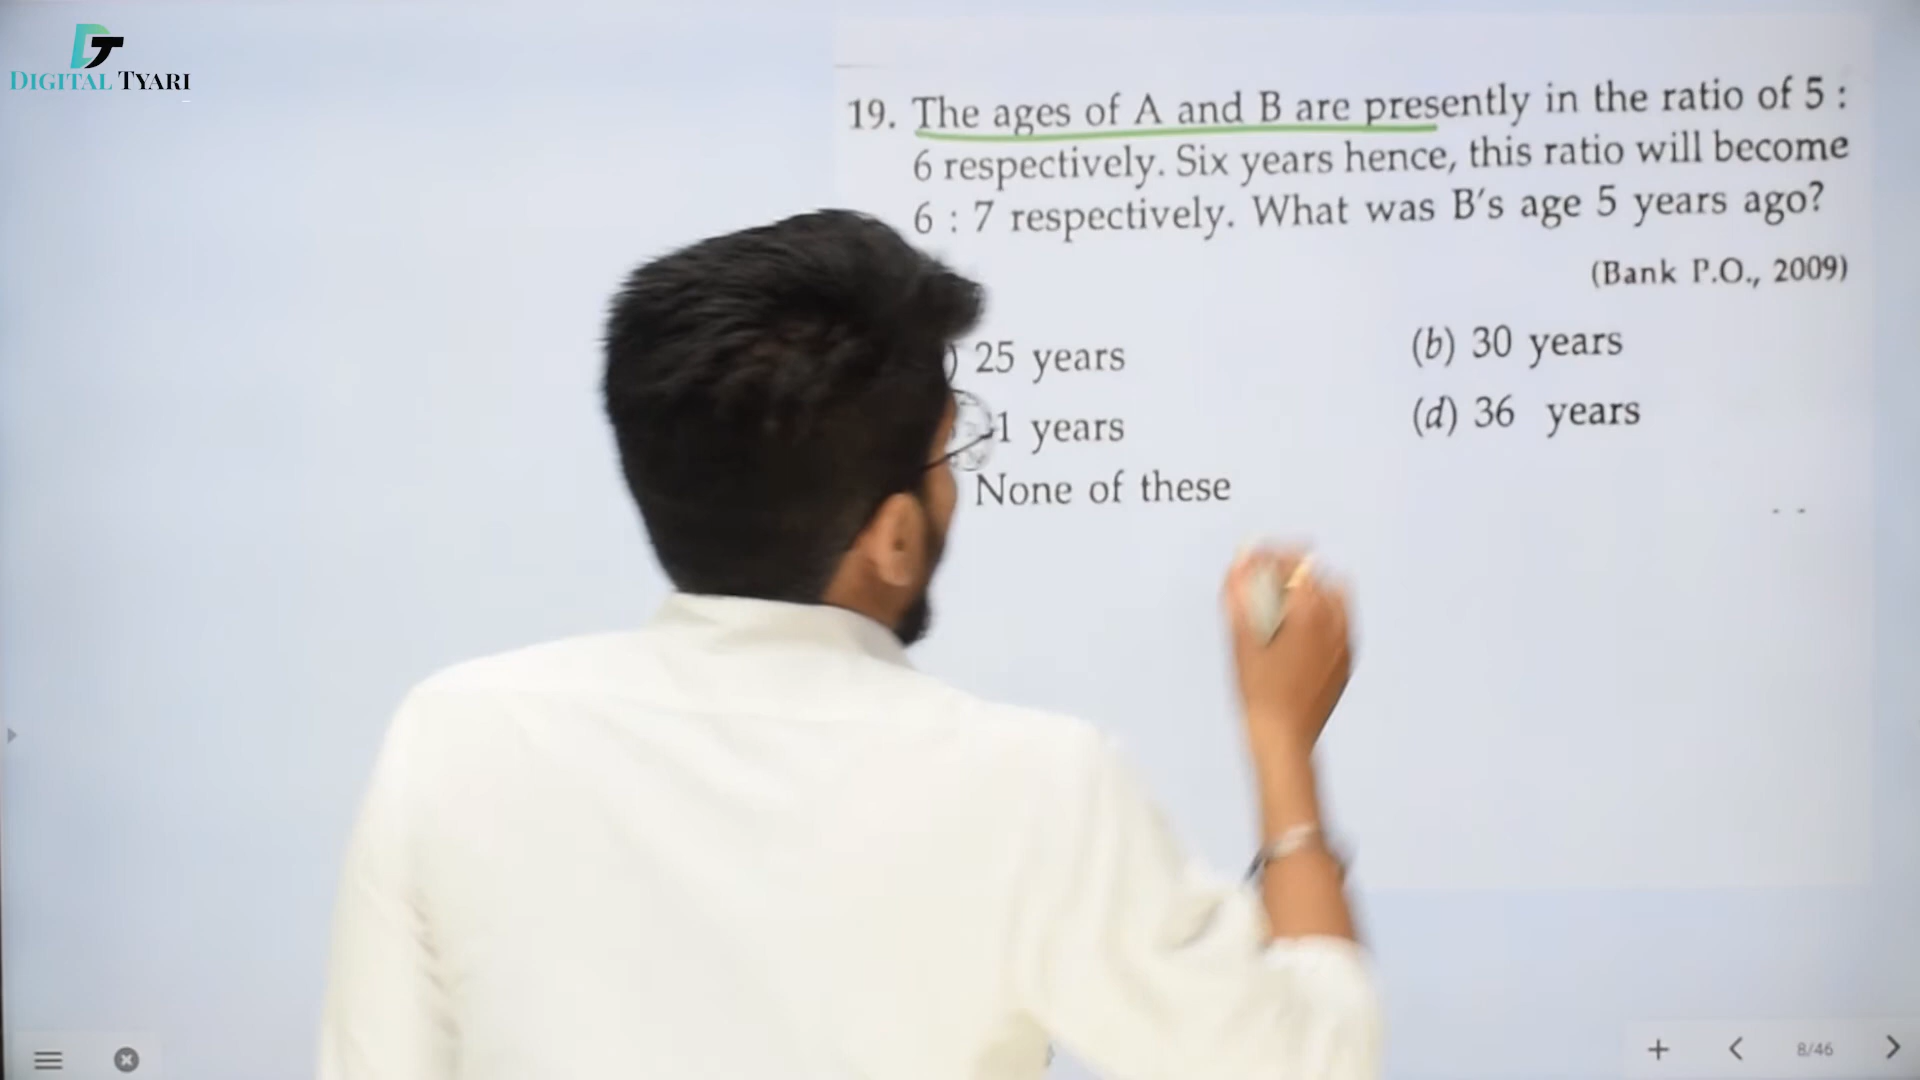 DIGITAL TYARI
19. The ages of A and B are presently in the ratio of 5 :
6 respectively. Six years hence, this ratio will become
6 : 7 respectively. What was B's age 5 years ago?
(Bank P.O., 2009)
) 25 years
(b) 30 years
1 years
(d) 36 years
None of these
8/46